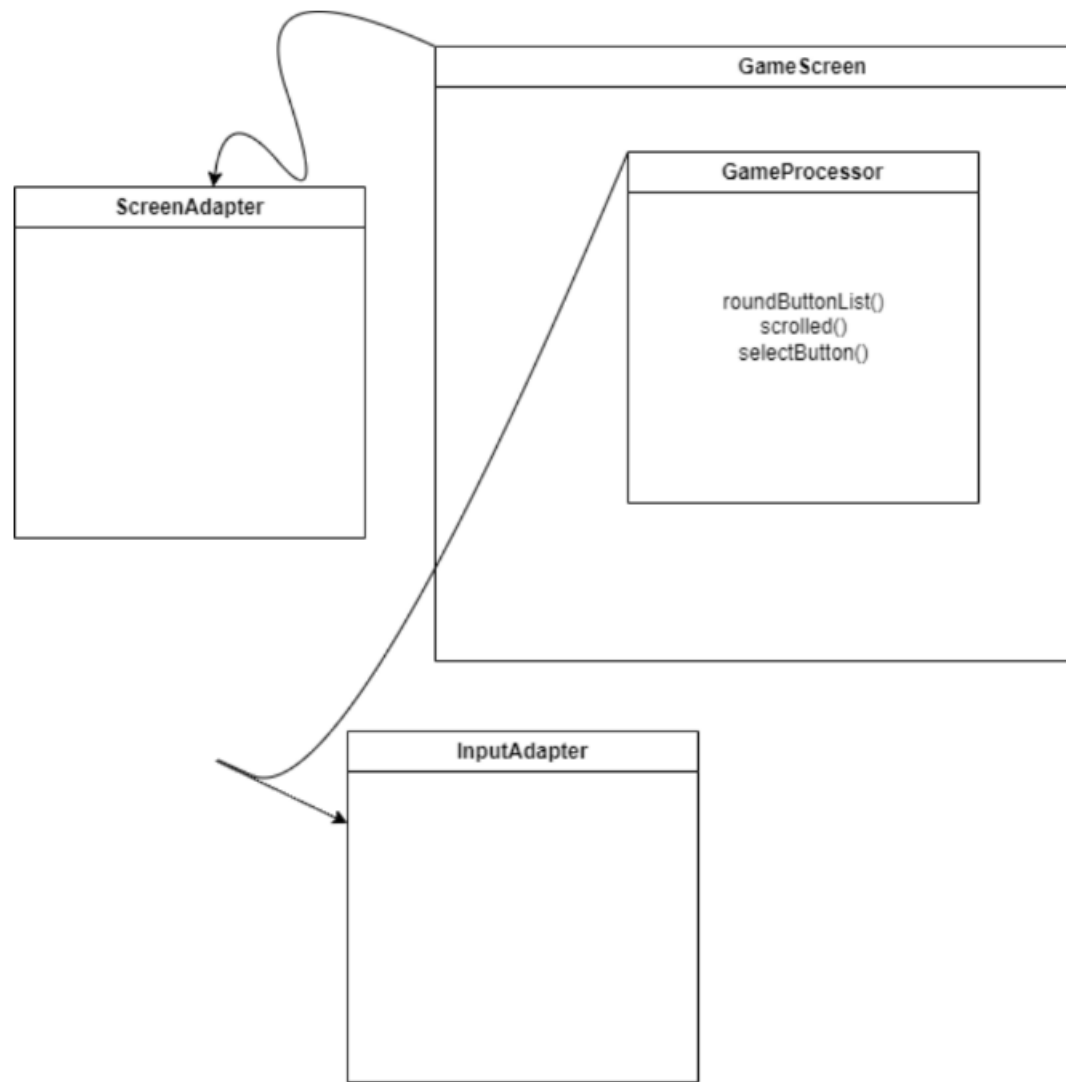 GameScreen
GameProcessor
ScreenAdapter
roundButtonList()
scrolled()
selectButton()
InputAdapter